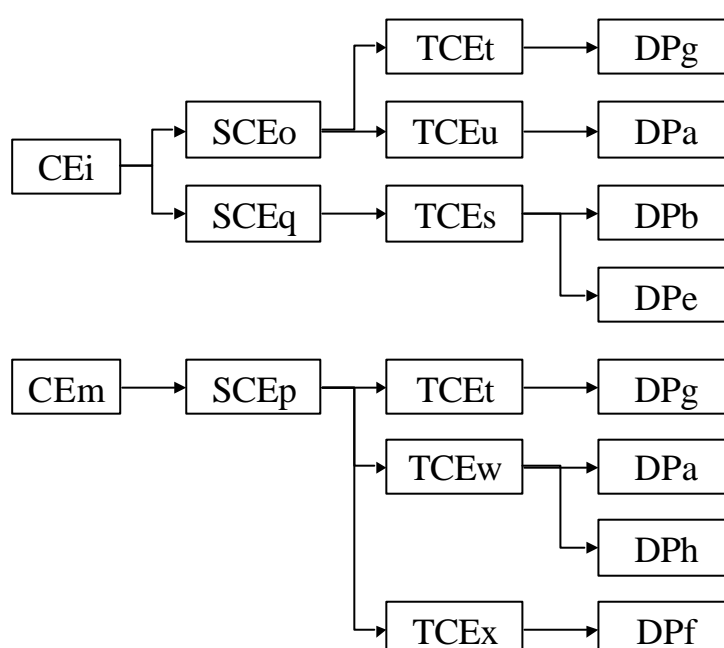 TCEt DPg
SCEo TCEu DPa
CEi
SCEq TCEs DPb
DPe
CEm SCEp TCEt DPg
TCEw DPa
DPh
TCEx DPf